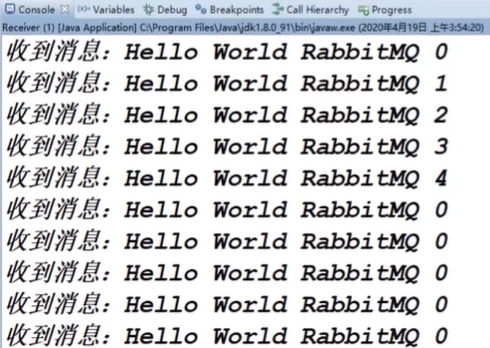 Console Variables Debug Breakpoints Call Hierarchy Progress
Receiver (1) [Java Application] C:\Program Files\Java\jdk1.8.0_91\bin\javaw.exe (2020年4月19日 上午3:54:20)
收到消息：Hello World RabbitMQ 0
收到消息：Hello World RabbitMQ 1
收到消息：Hello World RabbitMQ 2
收到消息：Hello World RabbitMQ 3
收到消息：Hello World RabbitMQ 4
收到消息：Hello World RabbitMQ 0
收到消息：Hello World RabbitMQ 0
收到消息：Hello World RabbitMQ 0
收到消息：Hello World RabbitMQ 0
收到消息：Hello World RabbitMQ 0